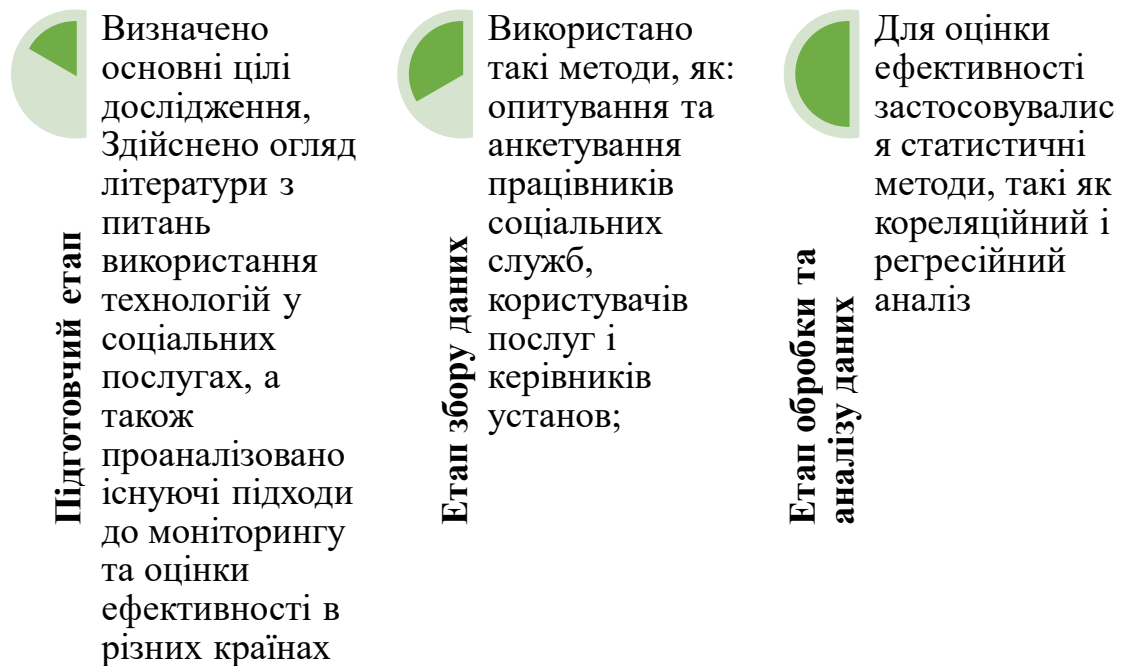 Підготовчий етап
Визначено
основні цілі
дослідження,
Здійснено огляд
літератури з
питань
використання
технологій у
соціальних
послугах, а
також
проаналізовано
існуючі підходи
до моніторингу
та оцінки
ефективності в
різних країнах
Етап збору даних
Використано
такі методи, як:
опитування та
анкетування
працівників
соціальних
служб,
користувачів
послуг і
керівників
установ;
Етап обробки та
аналізу даних
Для оцінки
ефективності
застосовувалис
я статистичні
методи, такі як
кореляційний і
регресійний
аналіз